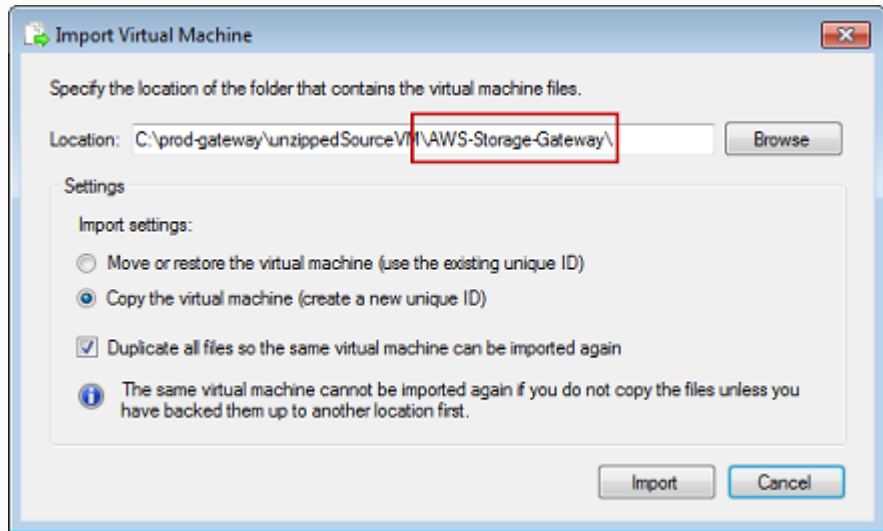 Import Virtual Machine
Specify the location of the folder that contains the virtual machine files.
Location: C:\prod-gateway\unzippedSourceVM\AWS-Storage-Gateway\ Browse
Settings
Import settings:
Move or restore the virtual machine (use the existing unique ID)
Copy the virtual machine (create a new unique ID)
Duplicate all files so the same virtual machine can be imported again
The same virtual machine cannot be imported again if you do not copy the files unless you
have backed them up to another location first.
Import Cancel